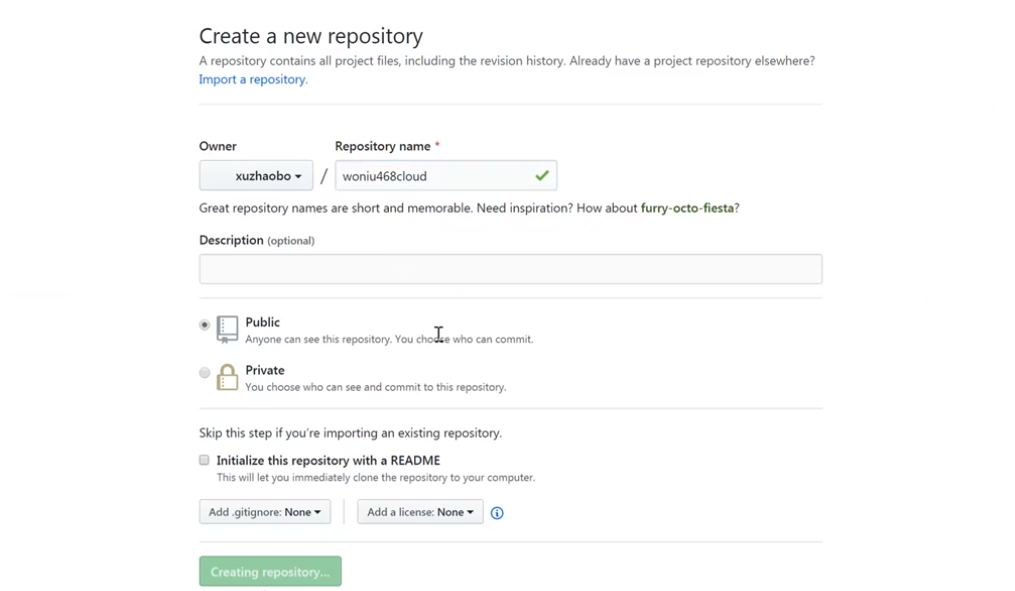 Create a new repository
A repository contains all project files, including the revision history. Already have a project repository elsewhere?
Import a repository.
Owner
Repository name *
xuzhaobo
/
woniu468cloud
Great repository names are short and memorable. Need inspiration? How about furry-octo-fiesta?
Description (optional)
Public
Anyone can see this repository. You choose who can commit.
Private
You choose who can see and commit to this repository.
Skip this step if you're importing an existing repository.
Initialize this repository with a README
This will let you immediately clone the repository to your computer.
Add .gitignore: None
Add a license: None
Creating repository...